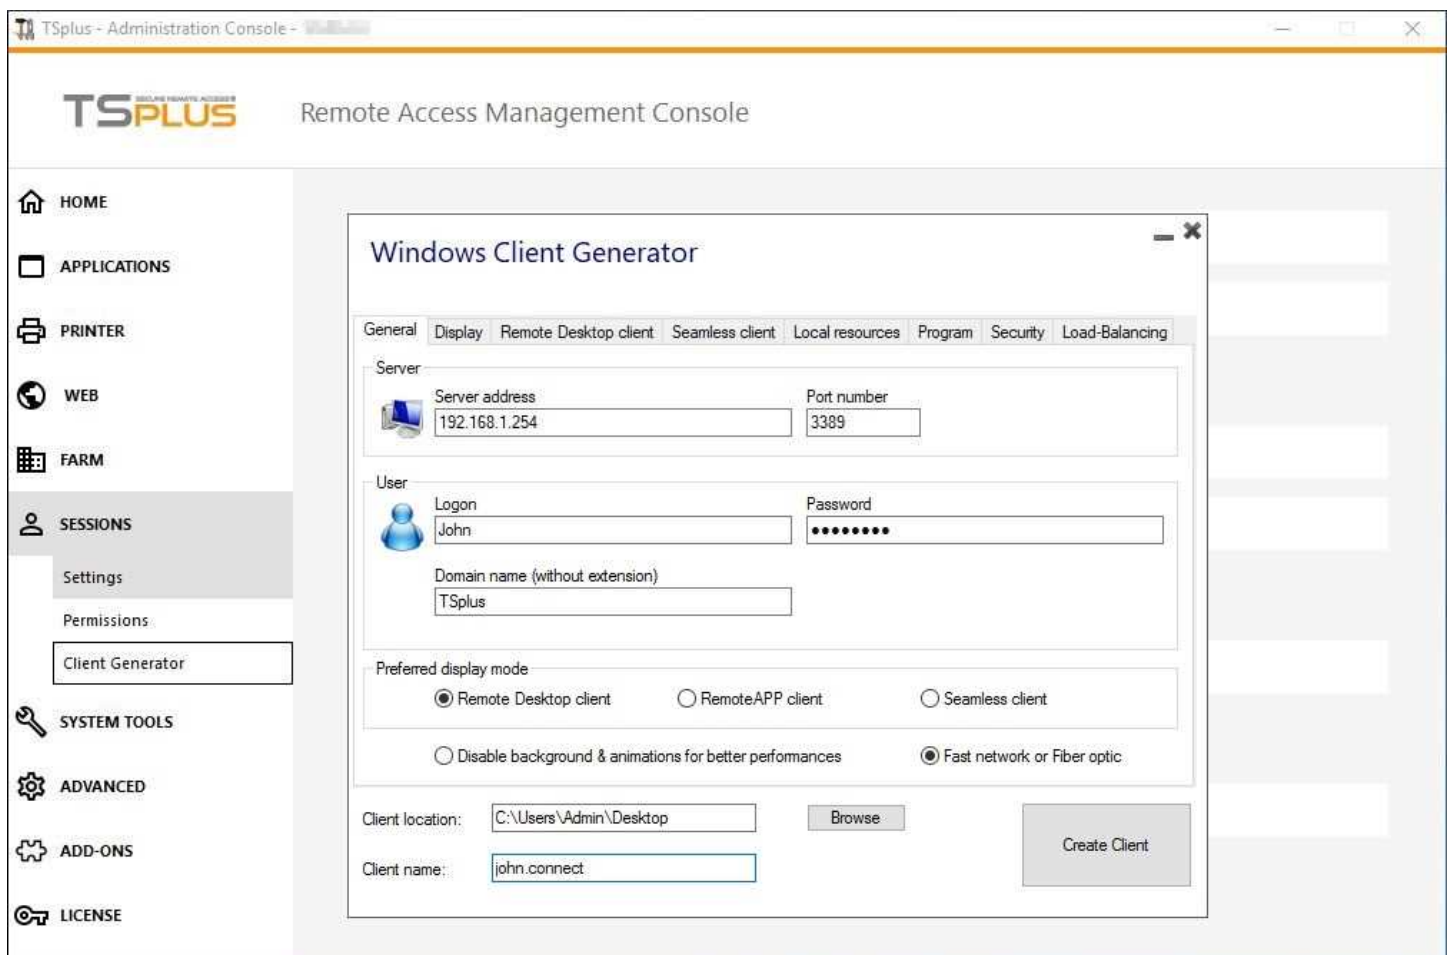 TSplus - Administration Console -
SECURE REMOTE ACCESS
TSPLUS
Remote Access Management Console
HOME
APPLICATIONS
PRINTER
WEB
FARM
SESSIONS
Settings
Permissions
Client Generator
SYSTEM TOOLS
ADVANCED
ADD-ONS
LICENSE
Windows Client Generator
General Display Remote Desktop client Seamless client Local resources Program Security Load-Balancing
Server
Server address Port number
192.168.1.254 3389
User
Logon Password
John ●●●●●●●●
Domain name (without extension)
TSplus
Preferred display mode
Remote Desktop client RemoteAPP client Seamless client
Disable background & animations for better performances Fast network or Fiber optic
Client location: C:\Users\Admin\Desktop Browse
Create Client
Client name: john.connect